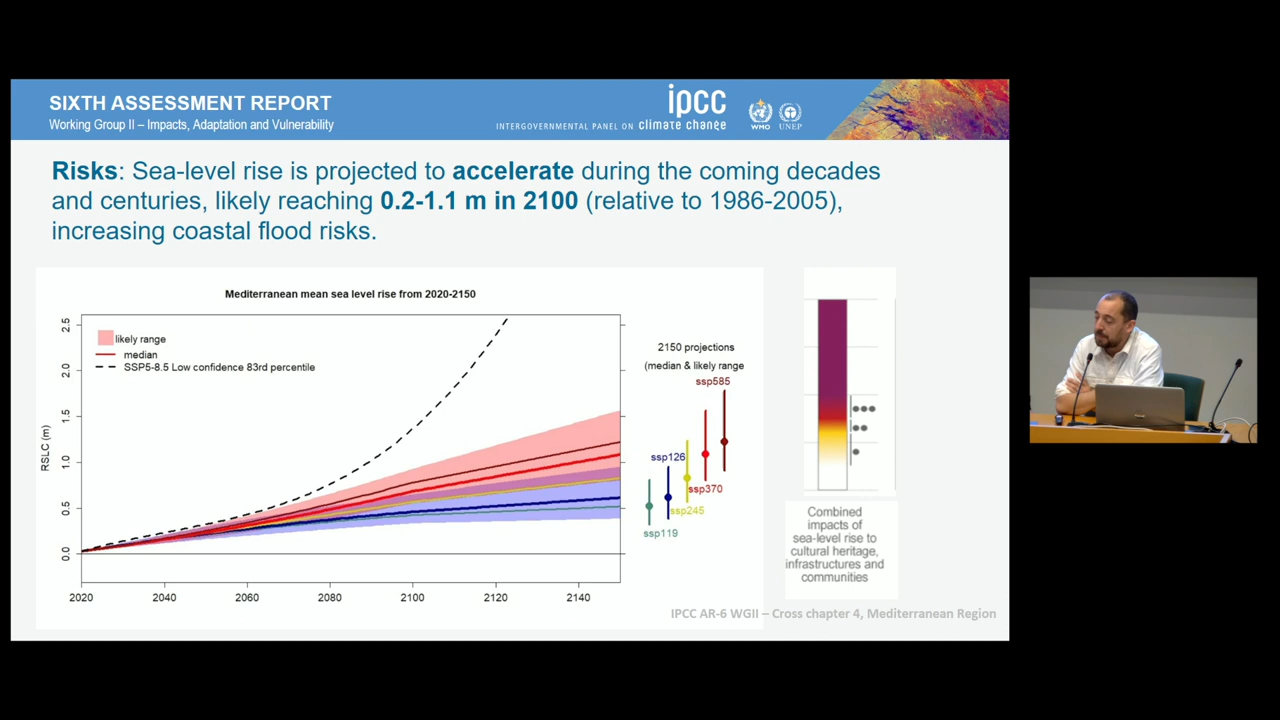 SIXTH ASSESSMENT REPORT
Working Group II – Impacts, Adaptation and Vulnerability
ipcc
INTERGOVERNMENTAL PANEL ON climate change
WMO
UNEP
Risks: Sea-level rise is projected to accelerate during the coming decades
and centuries, likely reaching 0.2-1.1 m in 2100 (relative to 1986-2005),
increasing coastal flood risks.
Mediterranean mean sea level rise from 2020-2150
RSLC (m)
2.5
2.0
1.5
1.0
0.5
0.0
likely range
median
SSP5-8.5 Low confidence 83rd percentile
2020 2040 2060 2080 2100 2120 2140
2150 projections
(median & likely range
ssp585
ssp126
ssp370
ssp245
ssp119
Combined
impacts of
sea-level rise to
cultural heritage,
infrastructures and
communities
IPCC AR-6 WGII – Cross chapter 4, Mediterranean Region